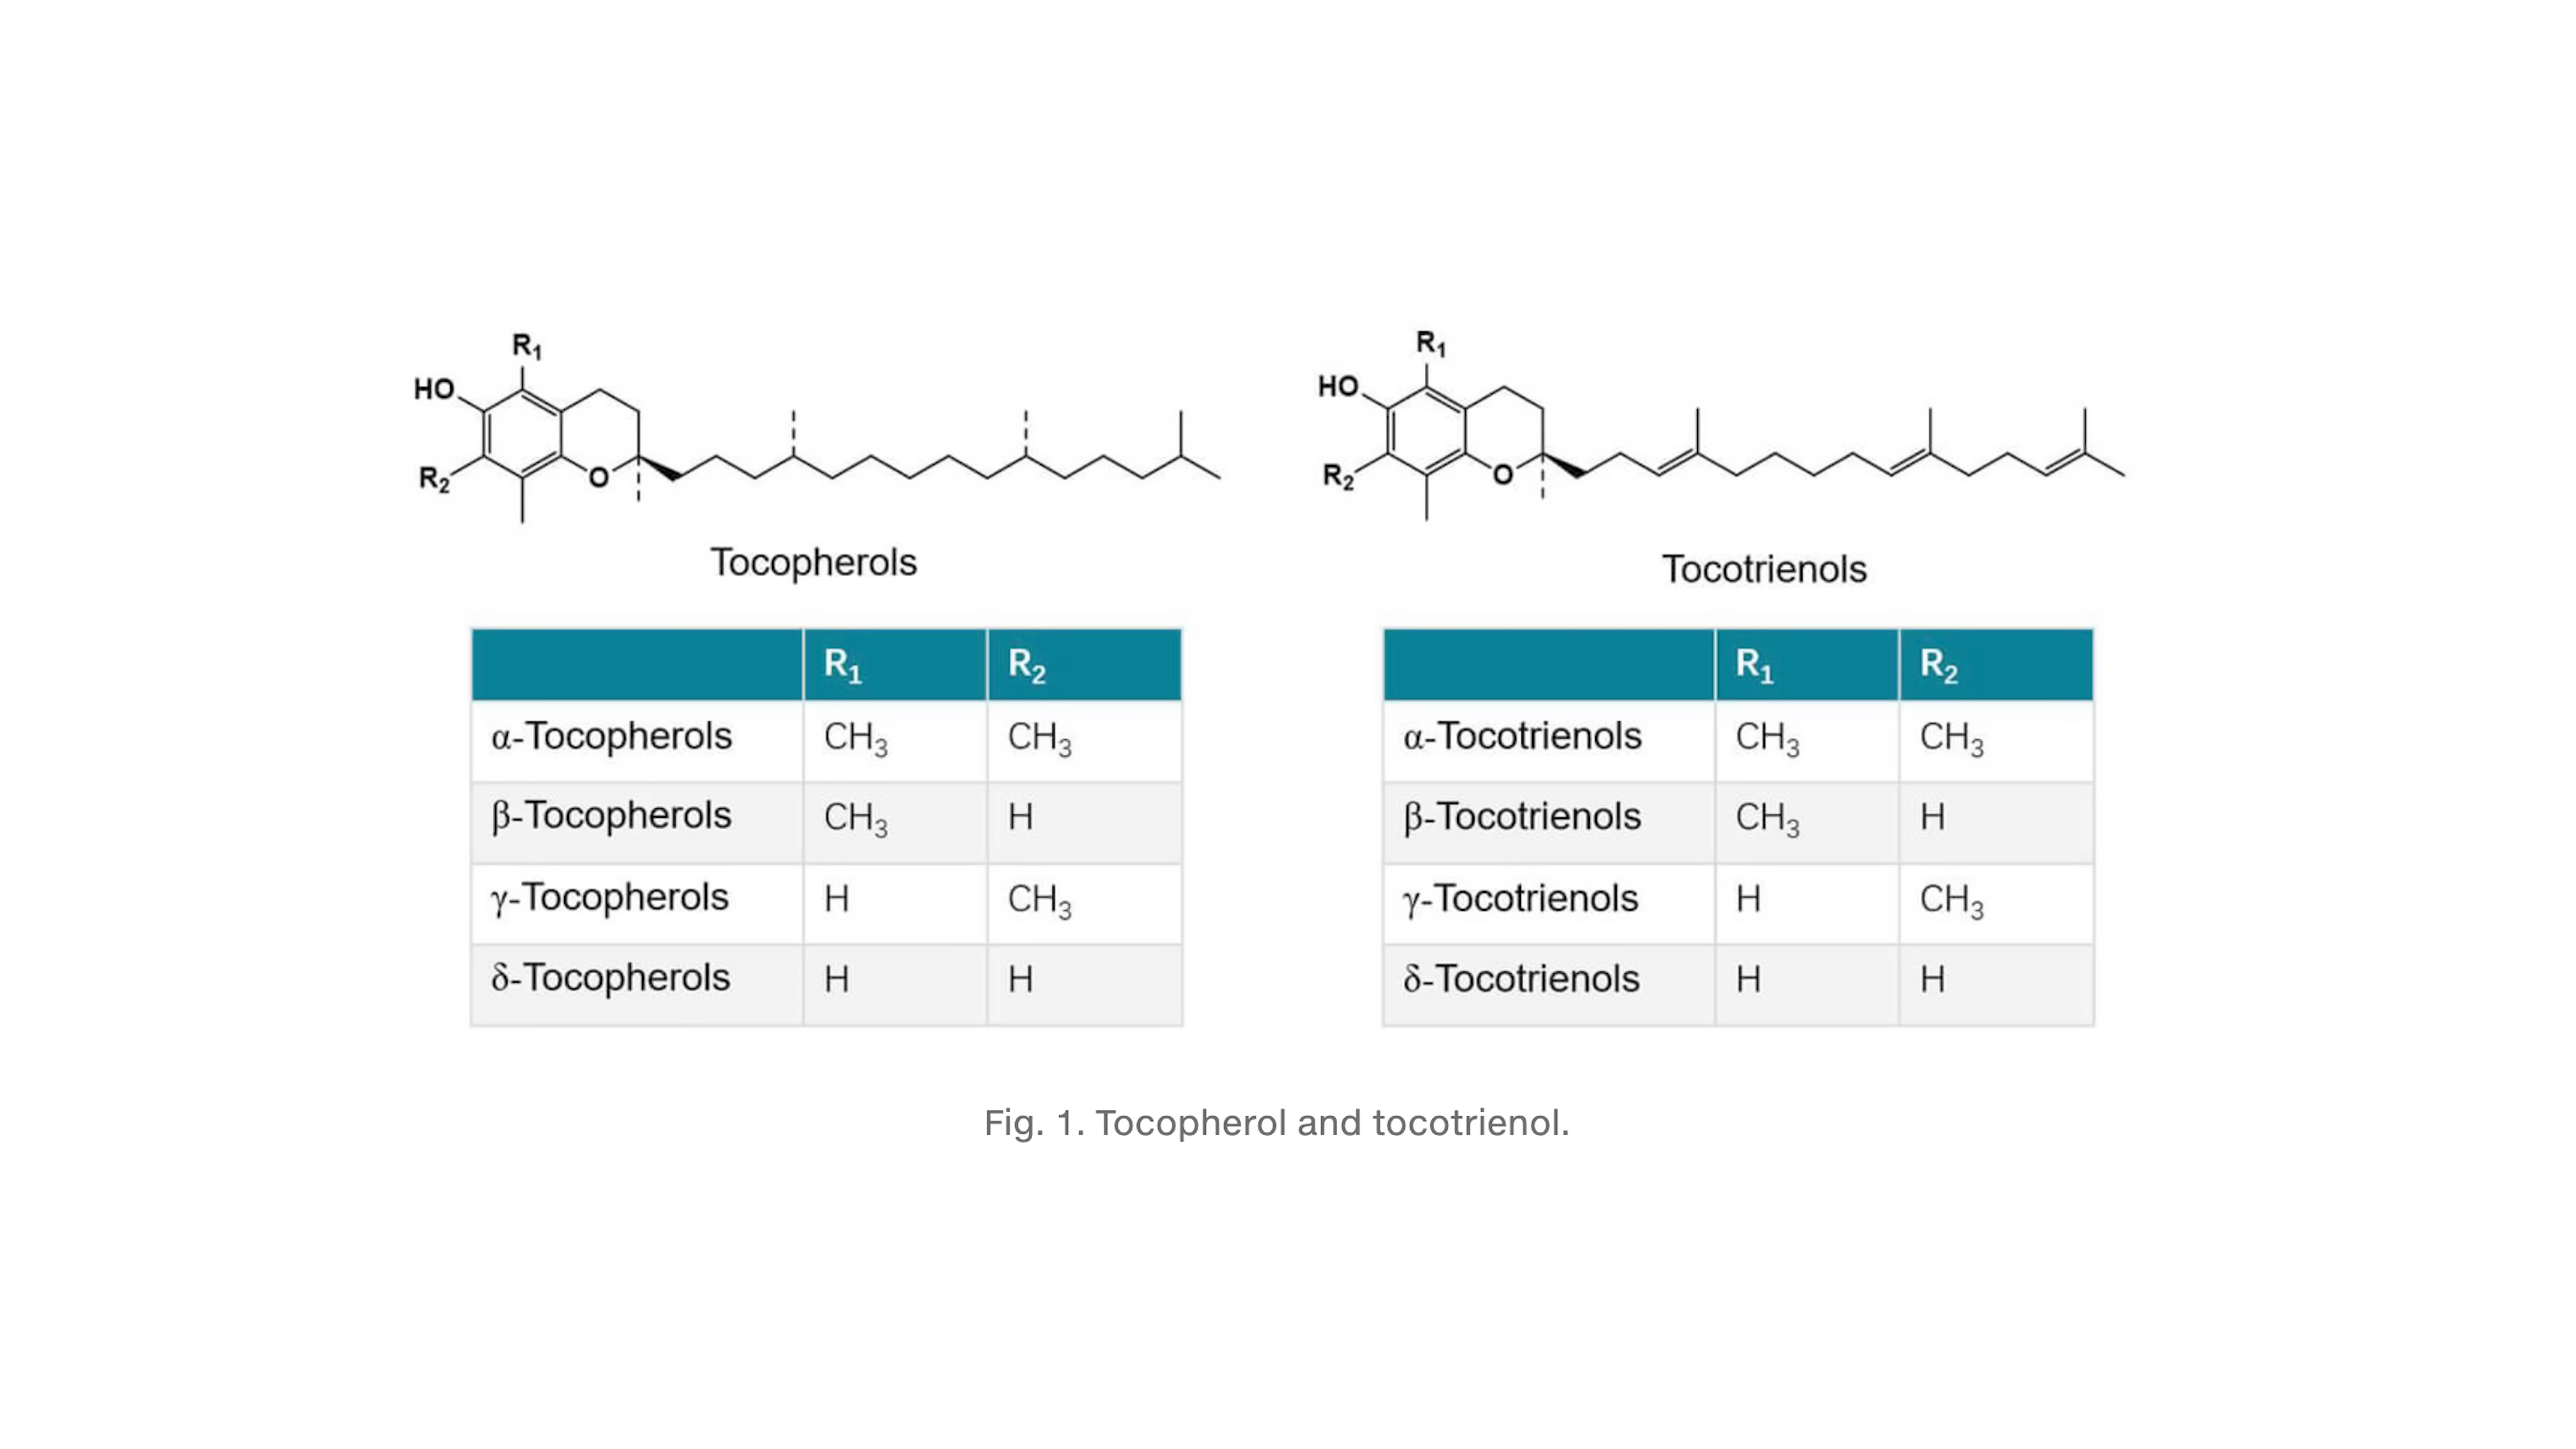 R₁
HO
R₂
O
Tocopherols
R₁
HO
R₂
O
Tocotrienols
R₁ R₂
α-Tocopherols CH₃ CH₃
β-Tocopherols CH₃ H
γ-Tocopherols H CH₃
δ-Tocopherols H H
R₁ R₂
α-Tocotrienols CH₃ CH₃
β-Tocotrienols CH₃ H
γ-Tocotrienols H CH₃
δ-Tocotrienols H H
Fig. 1. Tocopherol and tocotrienol.